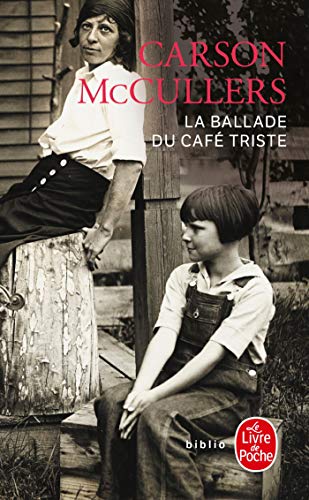 CARSON
McCULLERS
LA BALLADE
DU CAFÉ TRISTE
biblio
Le
Livre
de
Poche